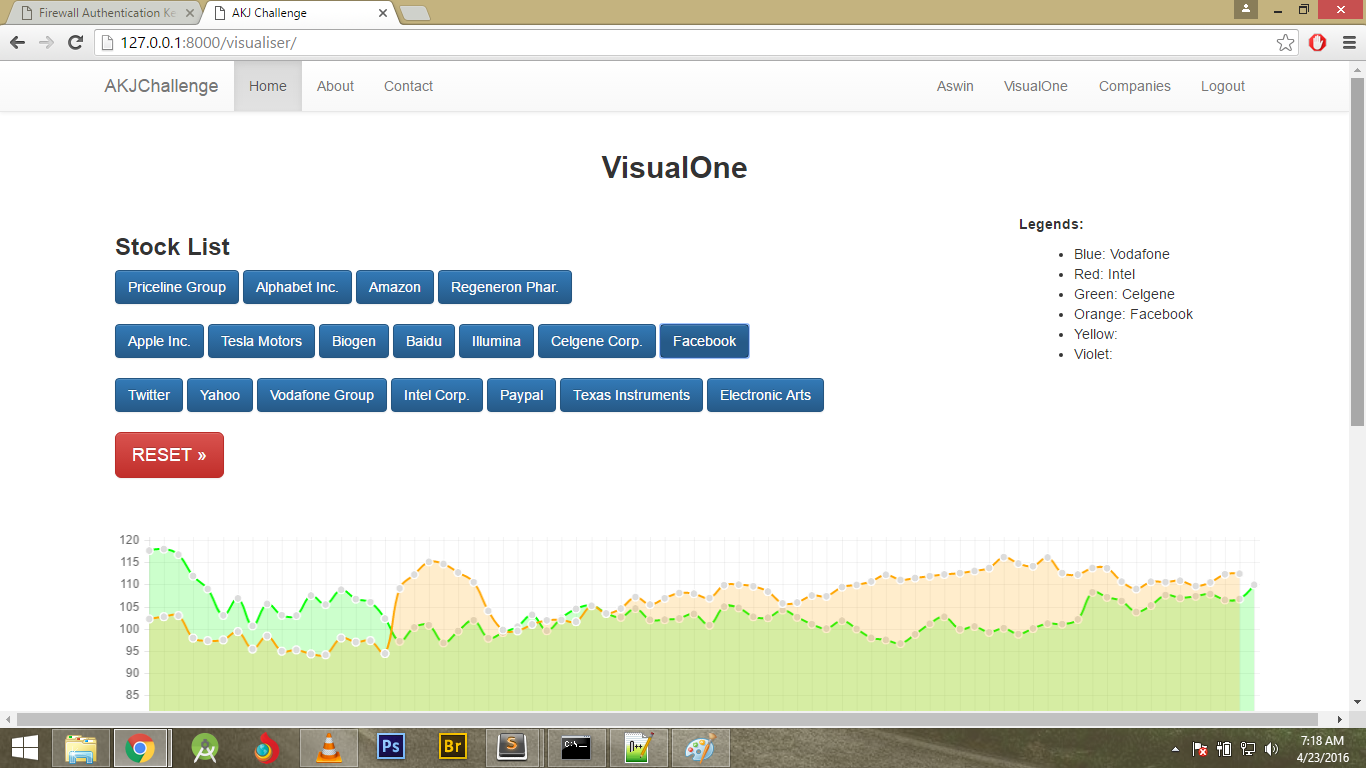 Firewall Authentication Ke
AKJ Challenge
127.0.0.1:8000/visualiser/
AKJChallenge Home About Contact Aswin VisualOne Companies Logout
VisualOne
Legends:
Blue: Vodafone
Red: Intel
Green: Celgene
Orange: Facebook
Yellow:
Violet:
Stock List
Priceline Group Alphabet Inc. Amazon Regeneron Phar.
Apple Inc. Tesla Motors Biogen Baidu Illumina Celgene Corp. Facebook
Twitter Yahoo Vodafone Group Intel Corp. Paypal Texas Instruments Electronic Arts
RESET »
120
115
110
105
100
95
90
85
Ps Br S C:\ N++
7:18 AM
4/23/2016